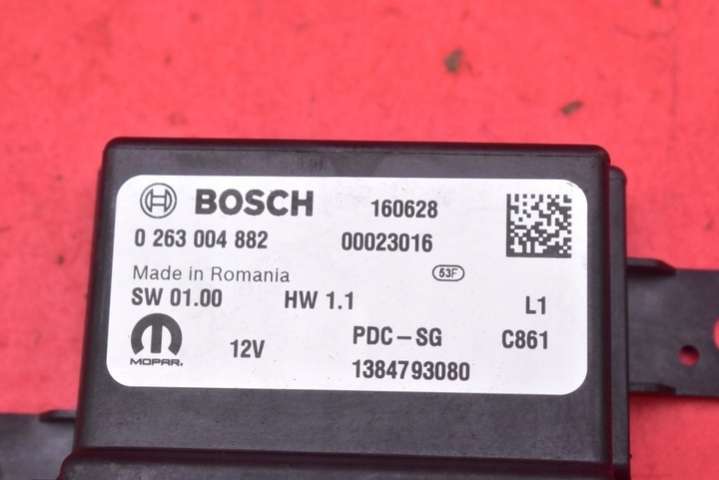 BOSCH 160628
0 263 004 882 00023016
Made in Romania 53F
SW 01.00 HW 1.1 L1
12V PDC-SG C861
MOPAR. 1384793080